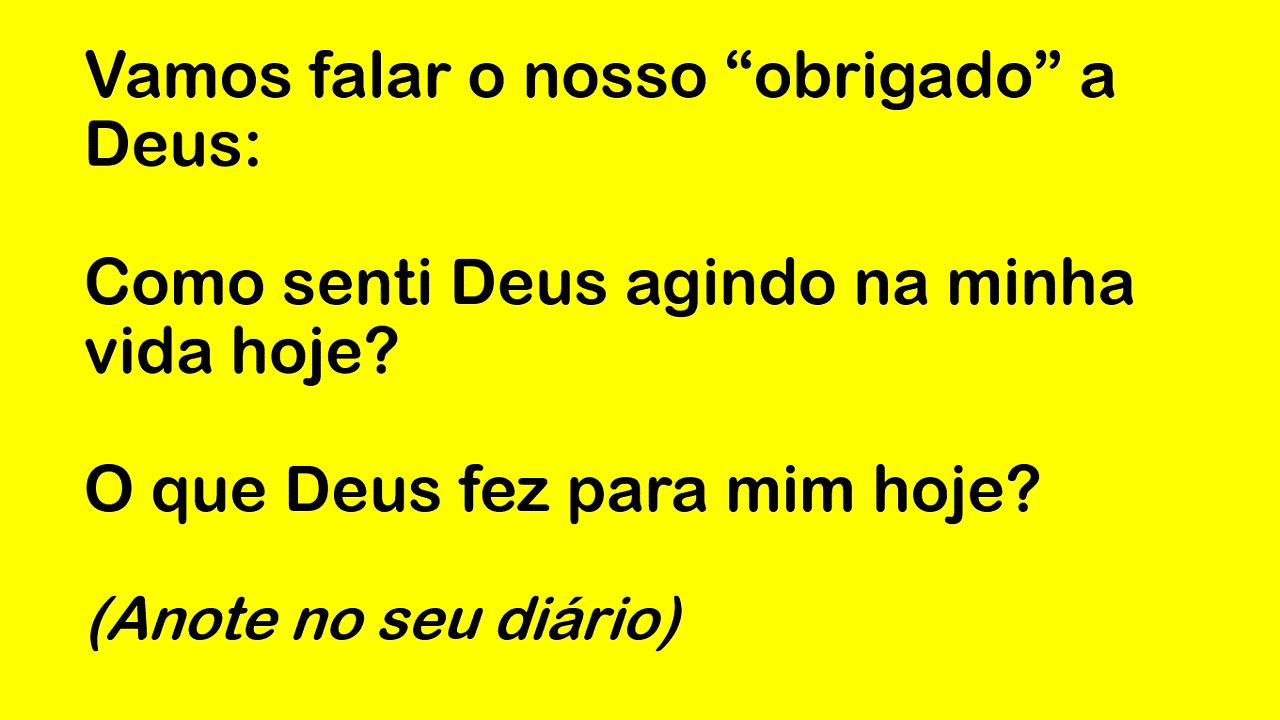 Vamos falar o nosso “obrigado” a
Deus:
Como senti Deus agindo na minha
vida hoje?
O que Deus fez para mim hoje?
(Anote no seu diário)